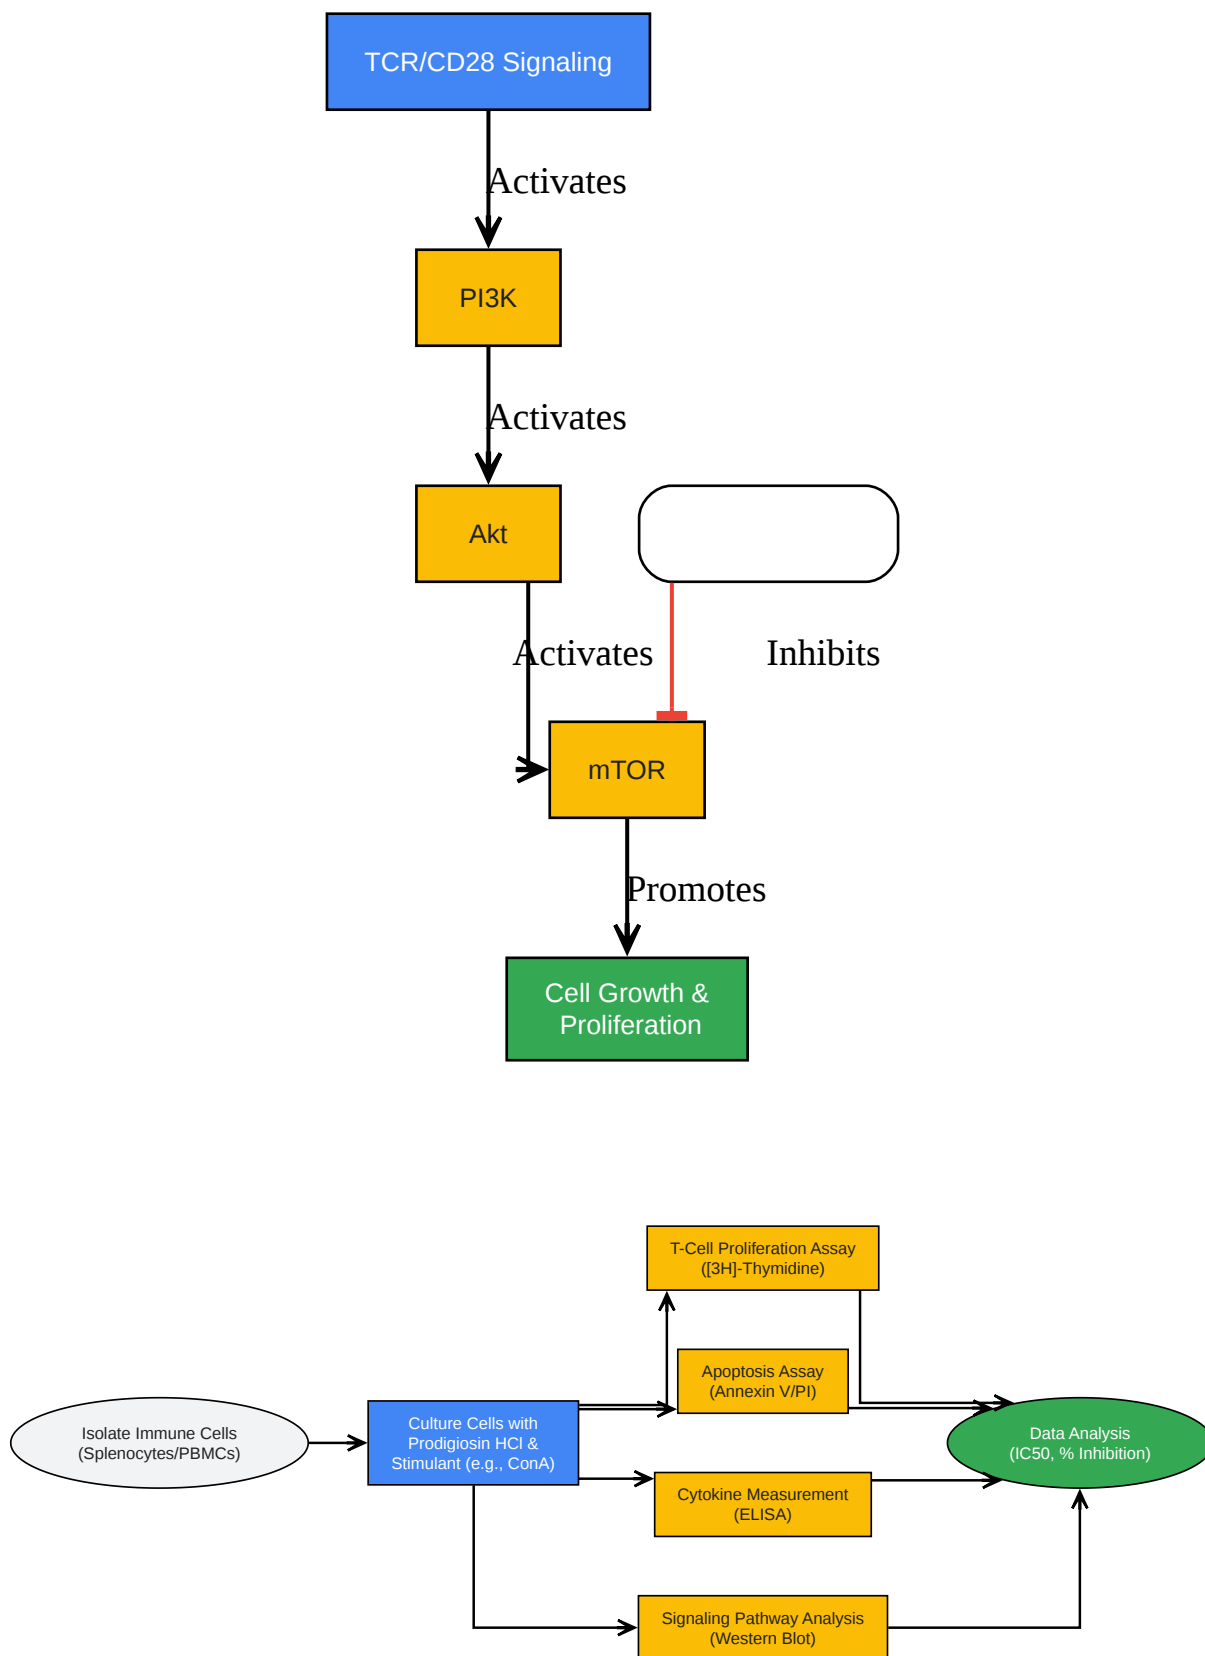 TCR/CD28 Signaling
Activates
PI3K
Activates
Akt
Activates
Inhibits
mTOR
Promotes
Cell Growth &
Proliferation
T-Cell Proliferation Assay
([3H]-Thymidine)
Apoptosis Assay
(Annexin V/PI)
Isolate Immune Cells
(Splenocytes/PBMCs)
Culture Cells with
Prodigiosin HCl &
Stimulant (e.g., ConA)
Data Analysis
(IC50, % Inhibition)
Cytokine Measurement
(ELISA)
Signaling Pathway Analysis
(Western Blot)